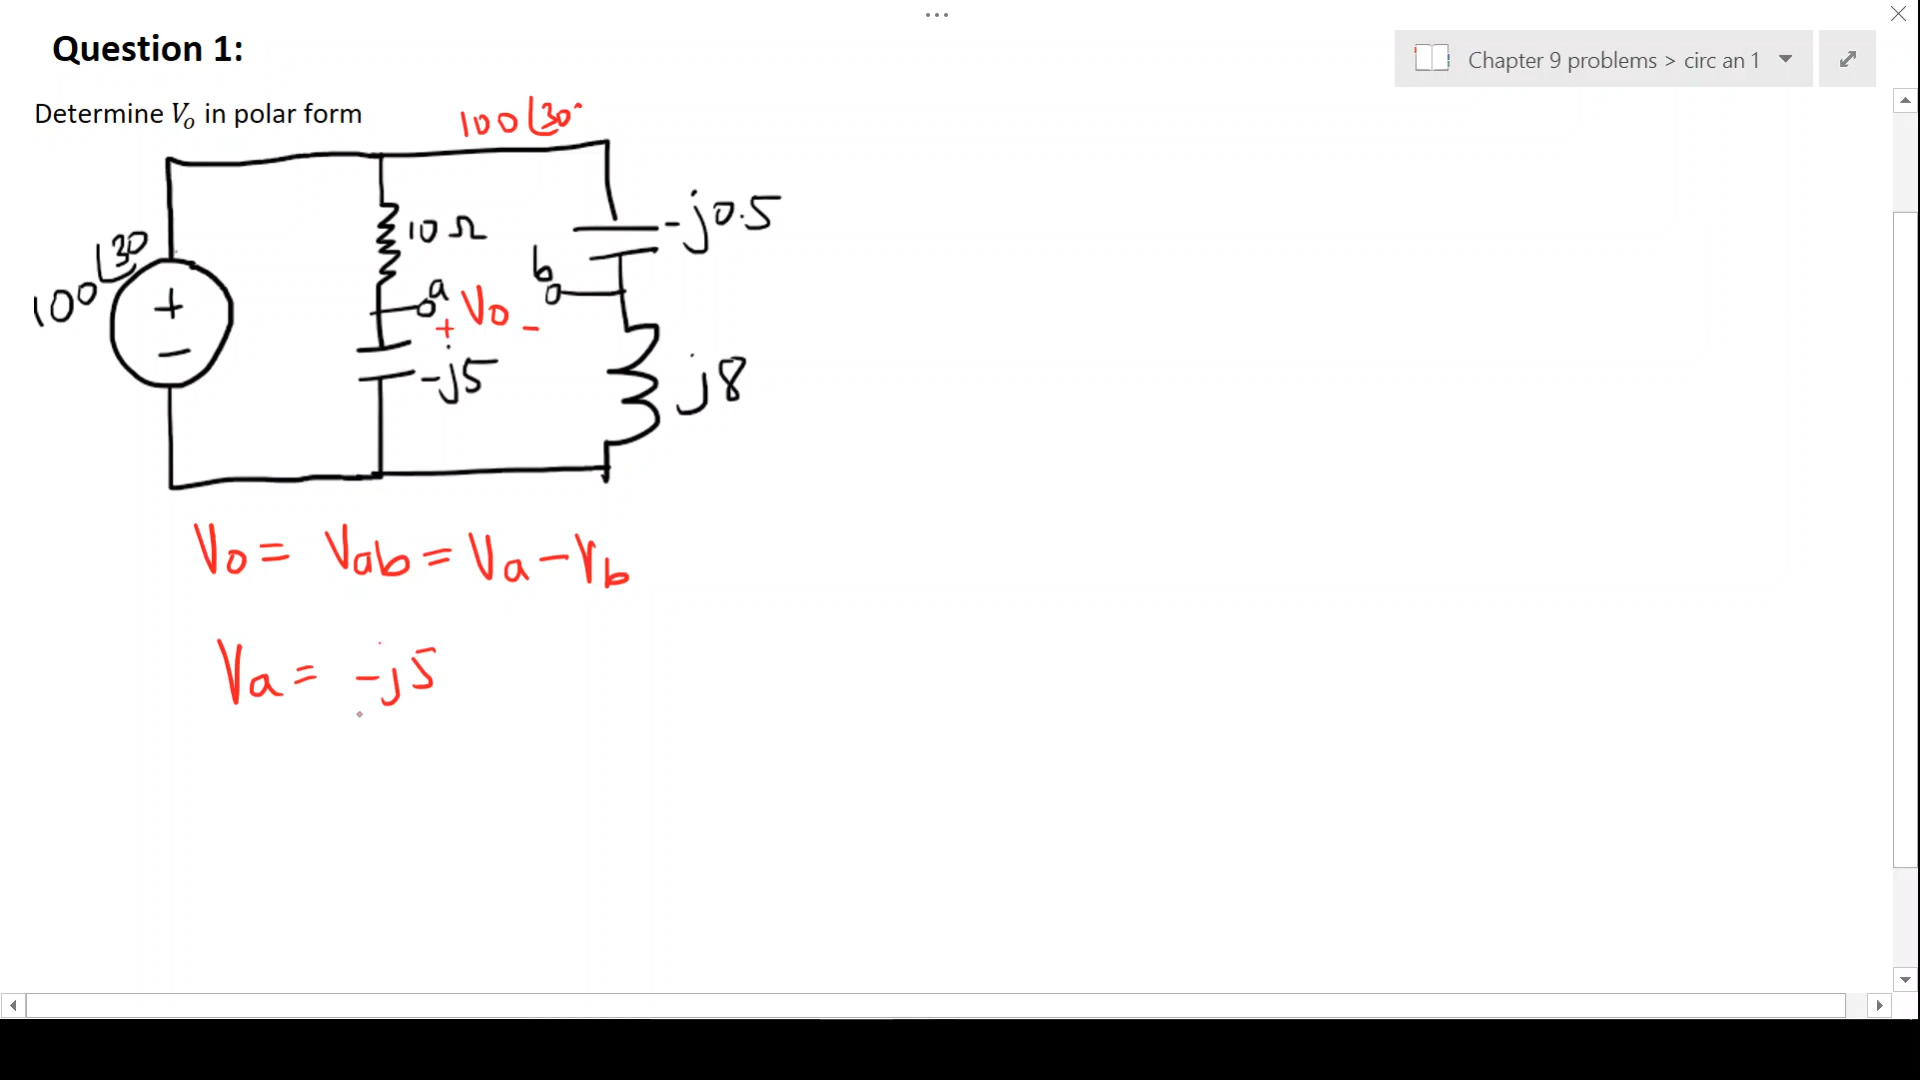 ...
Question 1:
Chapter 9 problems > circ an 1
Determine Vₒ in polar form
100∠30°
100∠30
+
−
10 Ω
-j0.5
b
a
+ Vo -
-j5
j8
Vo = Vab = Va - Vb
Va = -j5